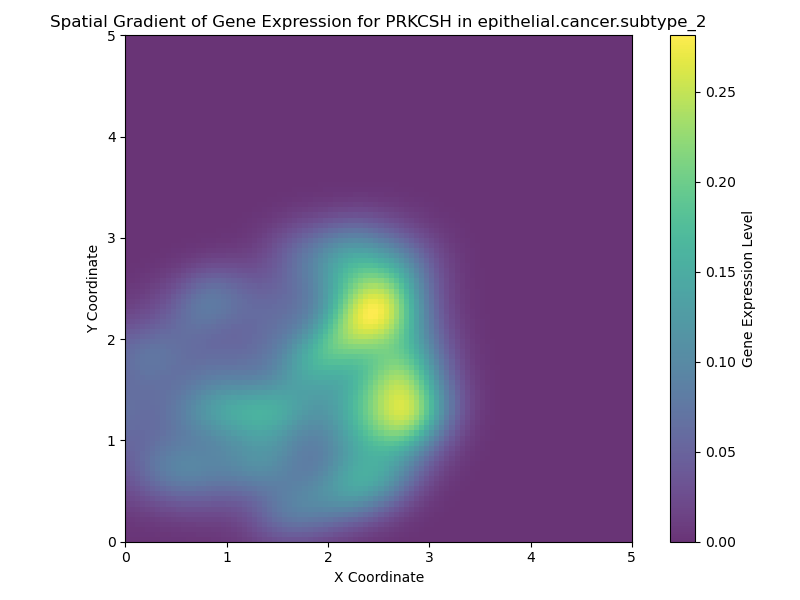 Spatial Gradient of Gene Expression for PRKCSH in epithelial.cancer.subtype_2
5
4
3
2
1
0
0 1 2 3 4 5
X Coordinate
Y Coordinate
0.25
0.20
0.15
0.10
0.05
0.00
Gene Expression Level